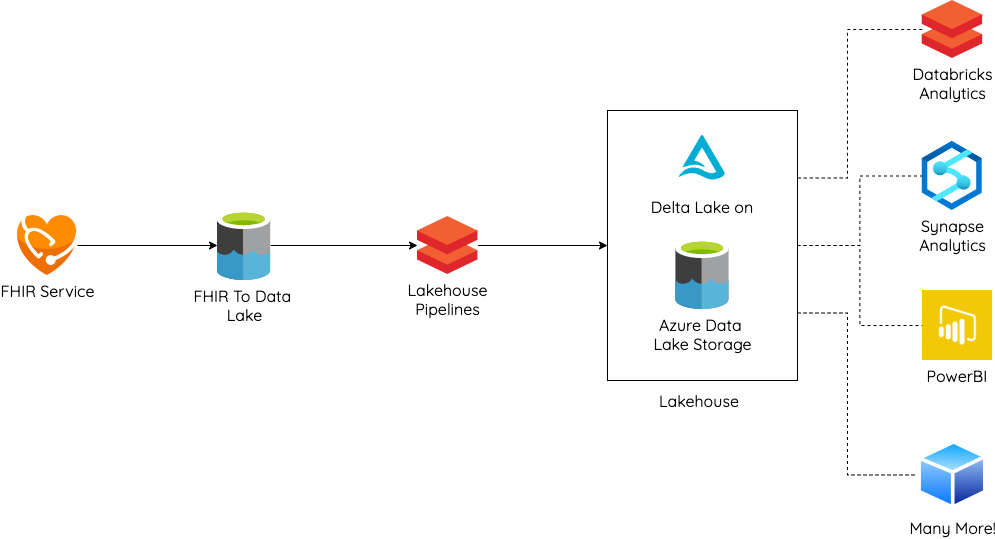 FHIR Service
FHIR To Data
Lake
Lakehouse
Pipelines
Delta Lake on
Azure Data
Lake Storage
Lakehouse
Databricks
Analytics
Synapse
Analytics
PowerBI
Many More!